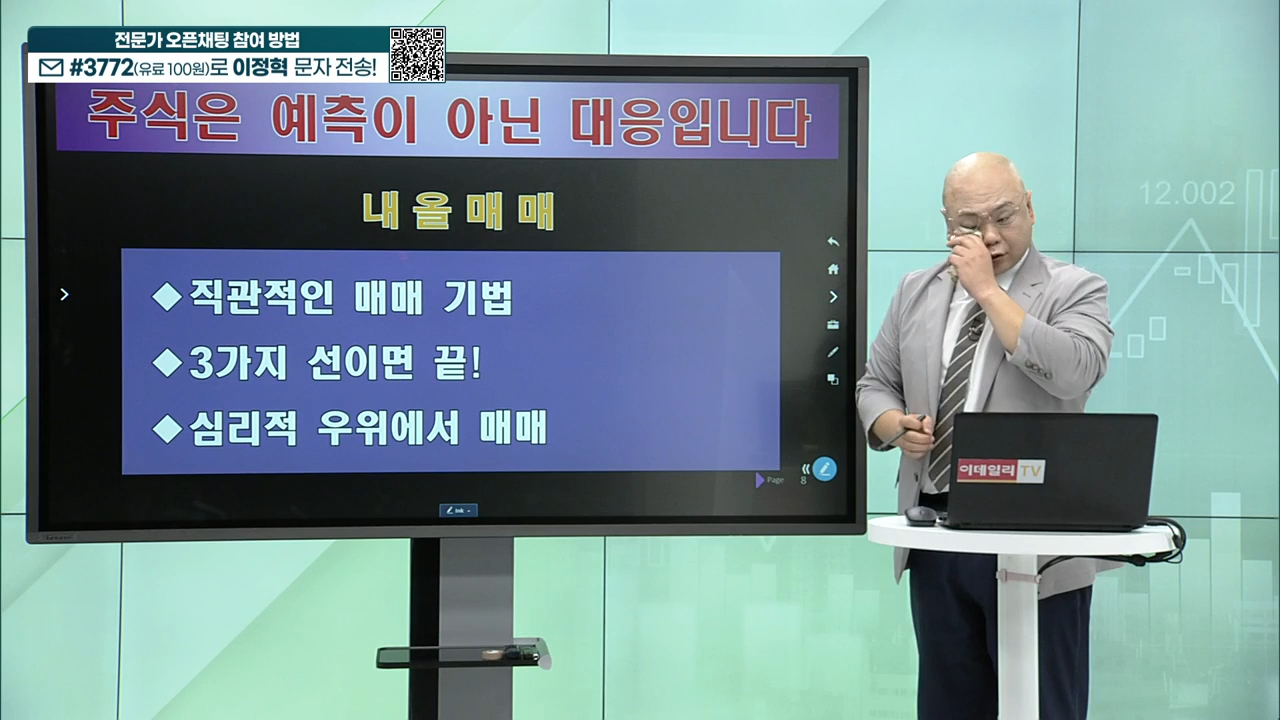 전문가 오픈채팅 참여 방법
#3772(유료 100원)로 이정혁 문자 전송!
주식은 예측이 아닌 대응입니다
내올매매
◆직관적인 매매 기법
◆3가지 선이면 끝!
◆심리적 우위에서 매매
Page 8
Ink
12.002
이데일리TV